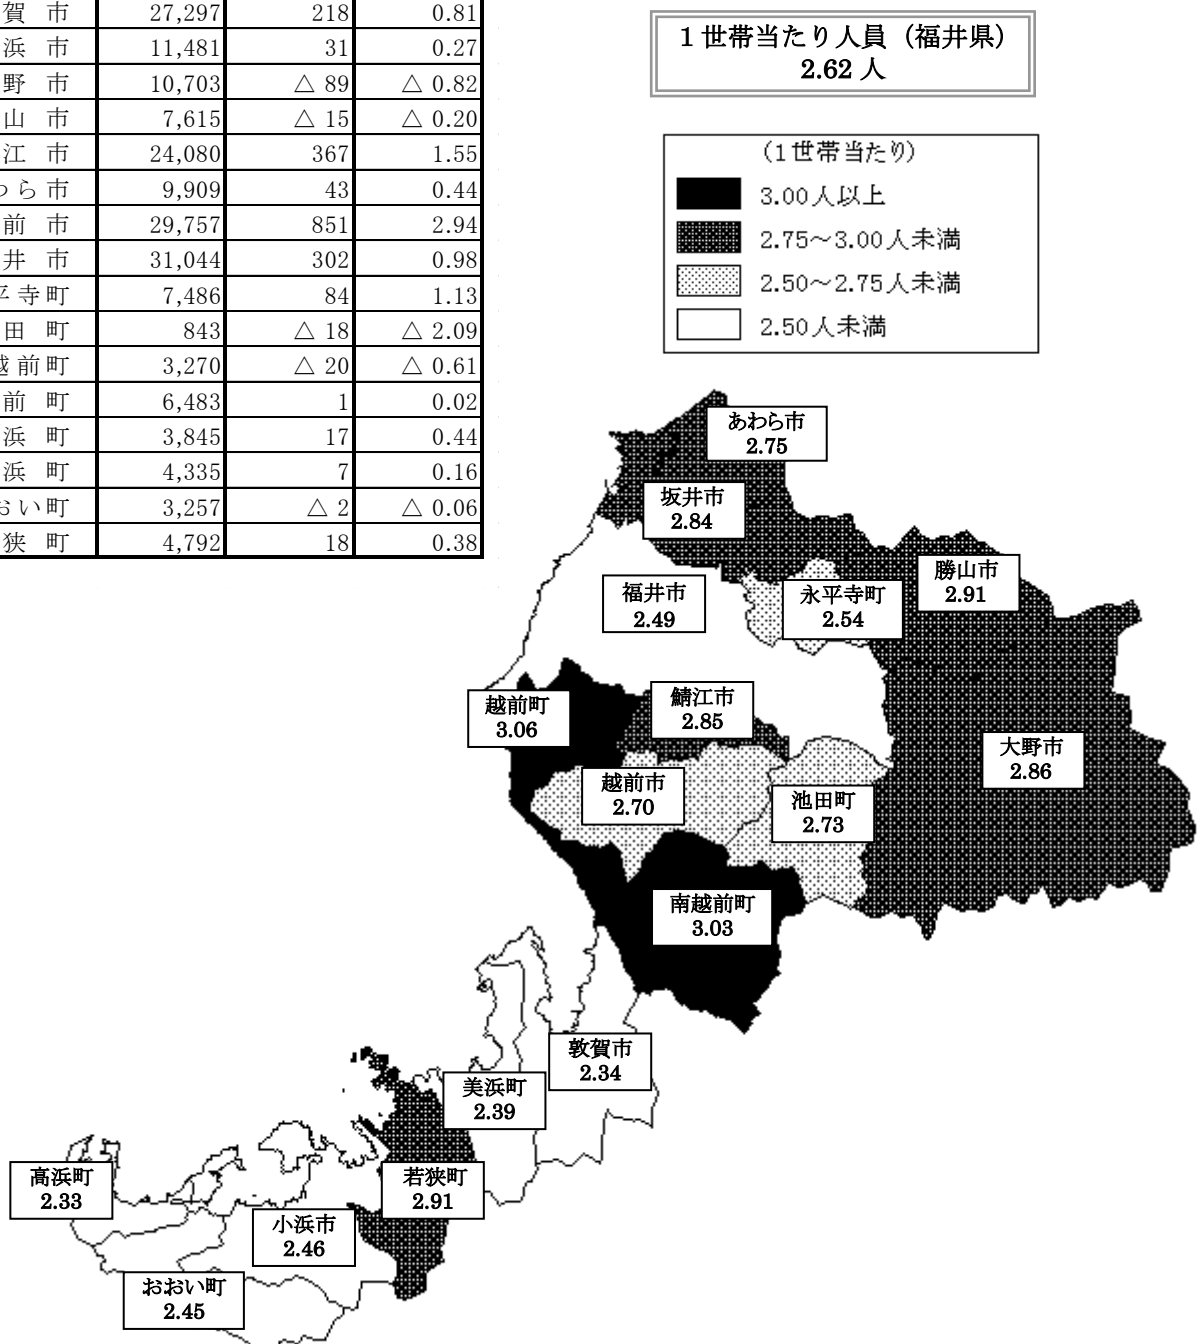 賀 市 27,297 218 0.81
浜 市 11,481 31 0.27
野 市 10,703 △ 89 △ 0.82
山 市 7,615 △ 15 △ 0.20
江 市 24,080 367 1.55
わら市 9,909 43 0.44
前 市 29,757 851 2.94
井 市 31,044 302 0.98
平寺町 7,486 84 1.13
田 町 843 △ 18 △ 2.09
越前町 3,270 △ 20 △ 0.61
前 町 6,483 1 0.02
浜 町 3,845 17 0.44
浜 町 4,335 7 0.16
おい町 3,257 △ 2 △ 0.06
狭 町 4,792 18 0.38
１世帯当たり人員（福井県）
2.62 人
（1世帯当たり）
3.00人以上
2.75～3.00人未満
2.50～2.75人未満
2.50人未満
あわら市
2.75
坂井市
2.84
勝山市
2.91
福井市
2.49
永平寺町
2.54
越前町
3.06
鯖江市
2.85
大野市
2.86
越前市
2.70
池田町
2.73
南越前町
3.03
敦賀市
2.34
美浜町
2.39
高浜町
2.33
若狭町
2.91
小浜市
2.46
おおい町
2.45